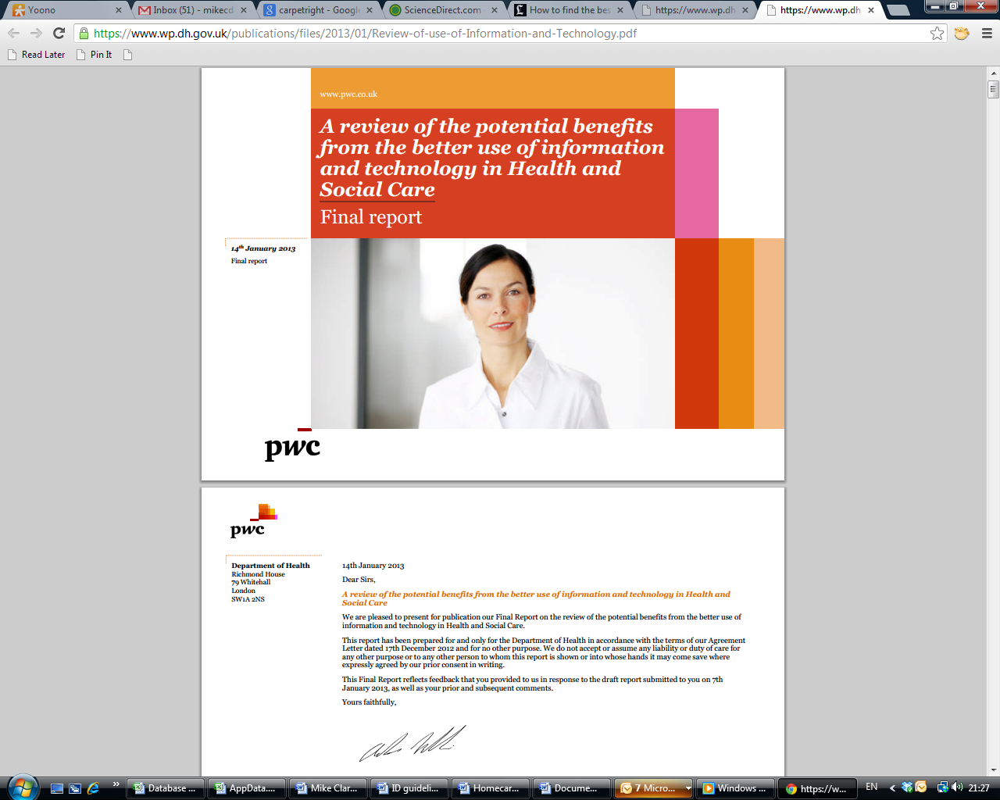 Yoono
Inbox (51) - mikecd
carpetright - Google
ScienceDirect.com -
How to find the bes
https://www.wp.dh
https://www.wp.dh
https://www.wp.dh.gov.uk/publications/files/2013/01/Review-of-use-of-Information-and-Technology.pdf
Read Later
Pin It
www.pwc.co.uk
A review of the potential benefits
from the better use of information
and technology in Health and
Social Care
Final report
14th January 2013
Final report
pwc
pwc
Department of Health
Richmond House
79 Whitehall
London
SW1A 2NS
14th January 2013
Dear Sirs,
A review of the potential benefits from the better use of information and technology in Health and
Social Care
We are pleased to present for publication our Final Report on the review of the potential benefits from the better use of
information and technology in Health and Social Care.
This report has been prepared for and only for the Department of Health in accordance with the terms of our Agreement
Letter dated 17th December 2012 and for no other purpose. We do not accept or assume any liability or duty of care for
any other purpose or to any other person to whom this report is shown or into whose hands it may come save where
expressly agreed by our prior consent in writing.
This Final Report reflects feedback that you provided to us in response to the draft report submitted to you on 7th
January 2013, as well as your prior and subsequent comments.
Yours faithfully,
Database ...
AppData....
Mike Clar...
ID guideli...
Homecar...
Docume...
7 Micro...
Windows ...
https://w...
EN
21:27